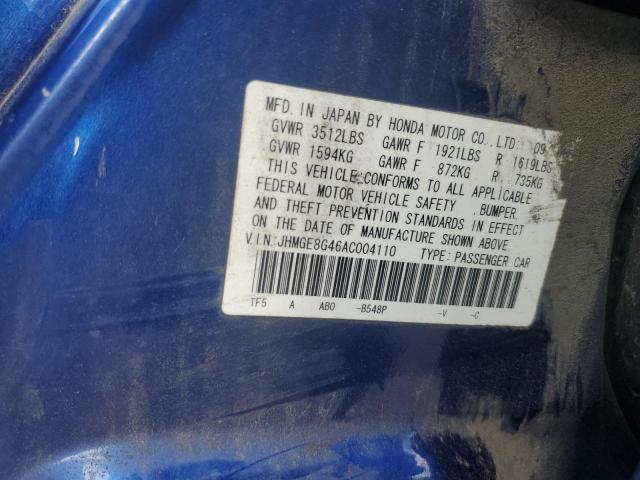 MFD. IN JAPAN BY HONDA MOTOR CO., LTD. 09
GVWR 3512LBS GAWR F 1921LBS R 1619LBS
GVWR 1594KG GAWR F 872KG R 735KG
THIS VEHICLE CONFORMS TO ALL APPLICABLE
FEDERAL MOTOR VEHICLE SAFETY ,BUMPER,
AND THEFT PREVENTION STANDARDS IN EFFECT
ON THE DATE OF MANUFACTURE SHOWN ABOVE
V.I.N:JHMGE8G46AC004110 TYPE:PASSENGER CAR
TF5 A AB0 -B548P -V -C